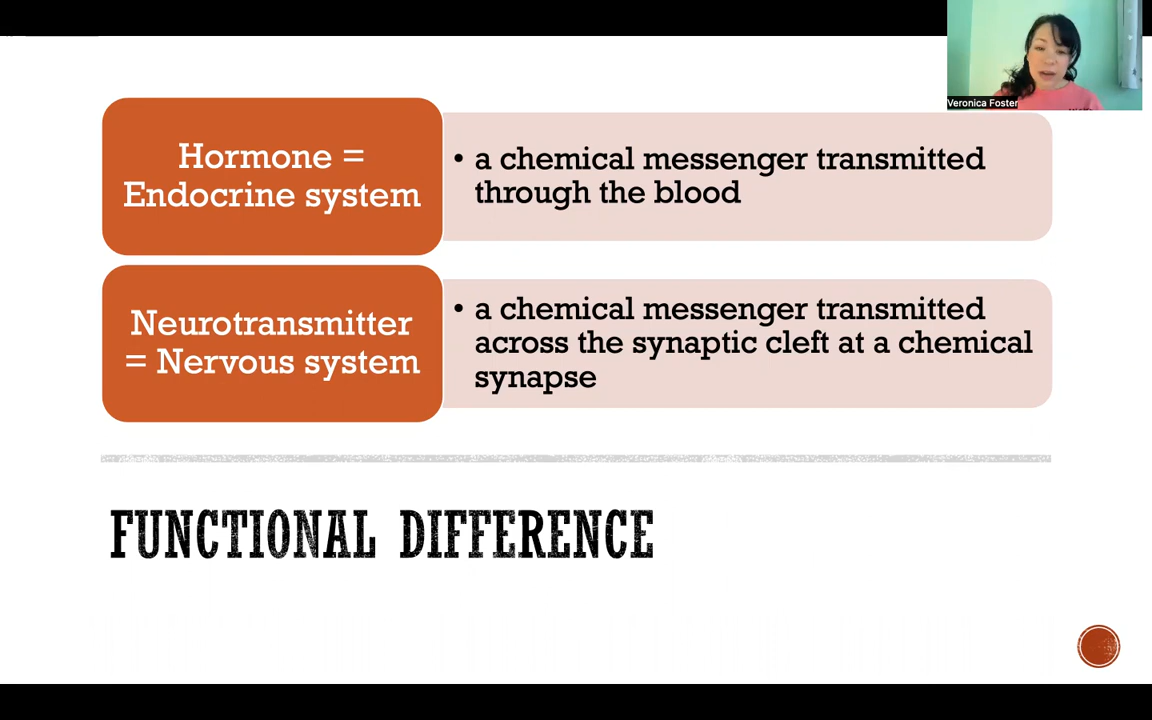 Veronica Foster
Hormone =
Endocrine system
• a chemical messenger transmitted
through the blood
Neurotransmitter
= Nervous system
• a chemical messenger transmitted
across the synaptic cleft at a chemical
synapse
FUNCTIONAL DIFFERENCE